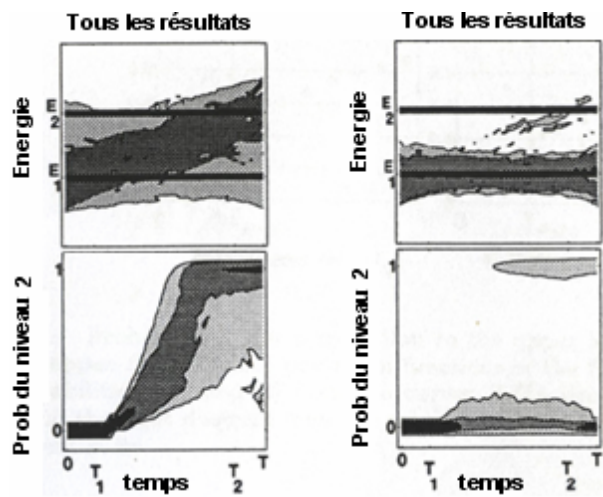 Tous les résultats
Tous les résultats
Energie
E
2
E
1
Energie
E
2
E
1
Prob du niveau 2
1
0
0
T
1
temps
T
2
T
Prob du niveau 2
1
0
0
T
1
temps
T
2
T